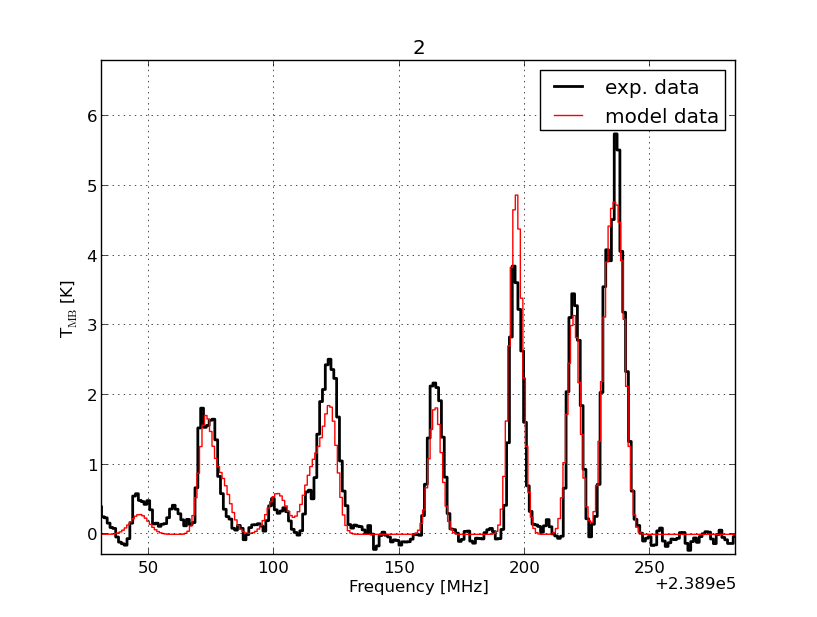 2
exp. data
model data
6
5
4
3
2
1
0
T_MB [K]
50
100
150
200
250
+2.389e5
Frequency [MHz]